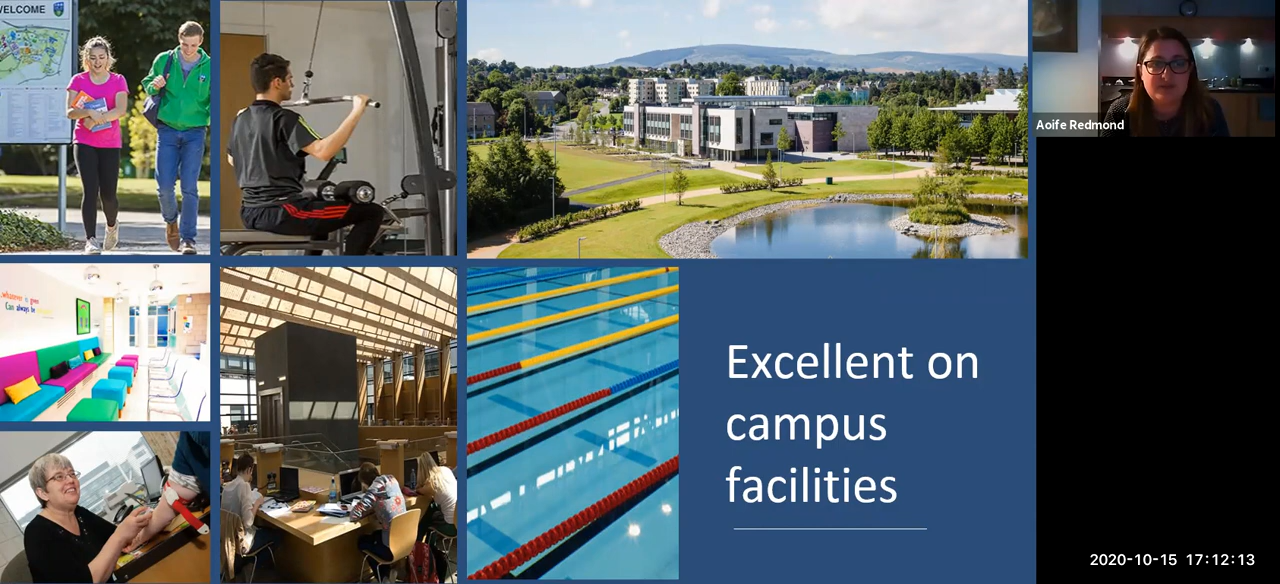 WELCOME
Aoife Redmond
Excellent on
campus
facilities
2020-10-15 17:12:13